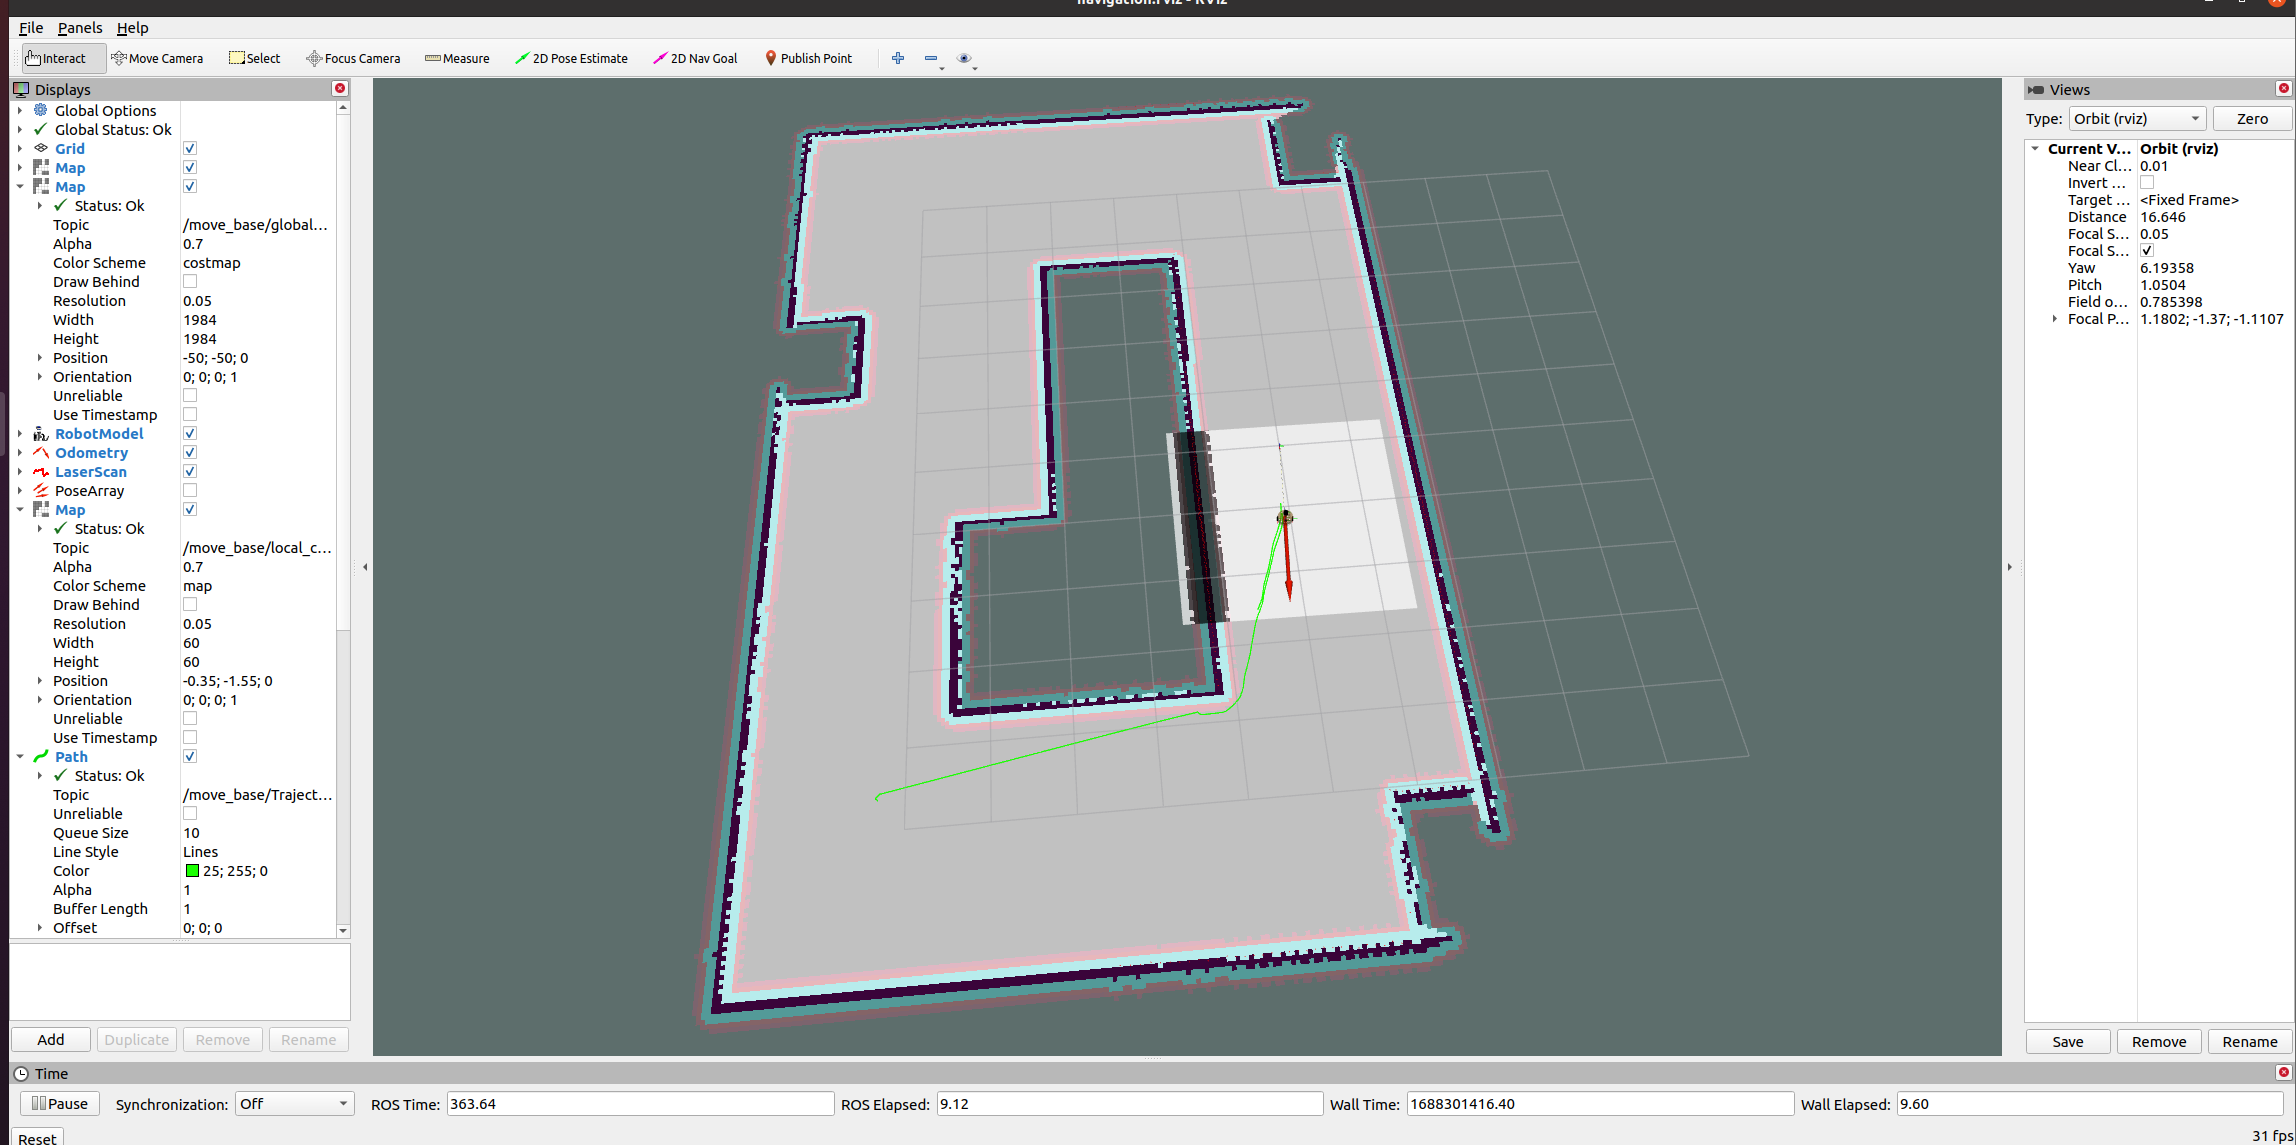 navigation.rviz - RViz
File Panels Help
Interact Move Camera Select Focus Camera Measure 2D Pose Estimate 2D Nav Goal Publish Point
Displays
Global Options
Global Status: Ok
Grid
Map
Map
Status: Ok
Topic /move_base/global...
Alpha 0.7
Color Scheme costmap
Draw Behind
Resolution 0.05
Width 1984
Height 1984
Position -50; -50; 0
Orientation 0; 0; 0; 1
Unreliable
Use Timestamp
RobotModel
Odometry
LaserScan
PoseArray
Map
Status: Ok
Topic /move_base/local_c...
Alpha 0.7
Color Scheme map
Draw Behind
Resolution 0.05
Width 60
Height 60
Position -0.35; -1.55; 0
Orientation 0; 0; 0; 1
Unreliable
Use Timestamp
Path
Status: Ok
Topic /move_base/Traject...
Unreliable
Queue Size 10
Line Style Lines
Color 25; 255; 0
Alpha 1
Buffer Length 1
Offset 0; 0; 0
Add Duplicate Remove Rename
Views
Type: Orbit (rviz) Zero
Current V... Orbit (rviz)
Near Cl... 0.01
Invert ...
Target ... <Fixed Frame>
Distance 16.646
Focal S... 0.05
Focal S...
Yaw 6.19358
Pitch 1.0504
Field o... 0.785398
Focal P... 1.1802; -1.37; -1.1107
Save Remove Rename
Time
Pause Synchronization: Off ROS Time: 363.64 ROS Elapsed: 9.12 Wall Time: 1688301416.40 Wall Elapsed: 9.60
Reset
31 fps